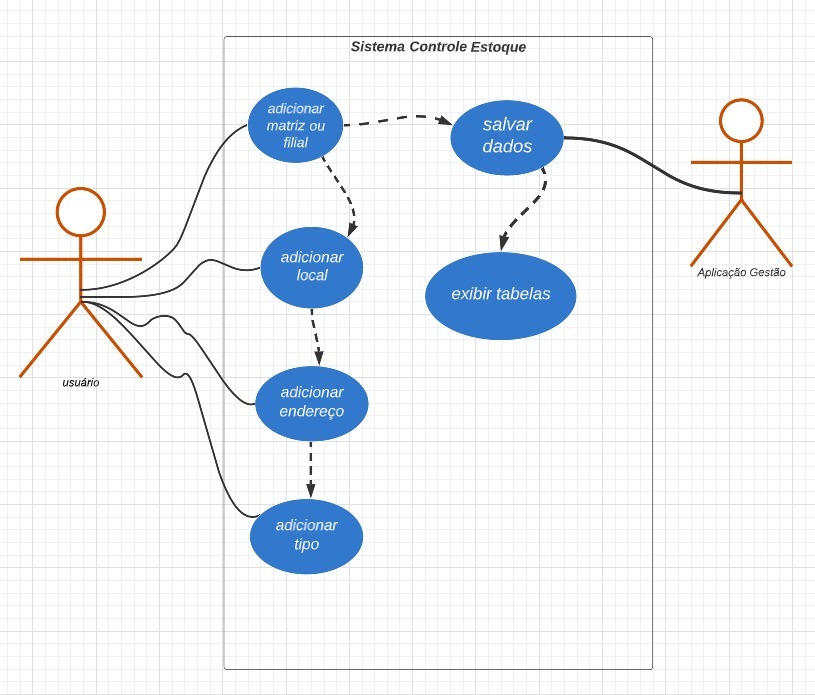 Sistema Controle Estoque
adicionar
matriz ou
filial
salvar
dados
adicionar
local
exibir tabelas
Aplicação Gestão
usuário
adicionar
endereço
adicionar
tipo